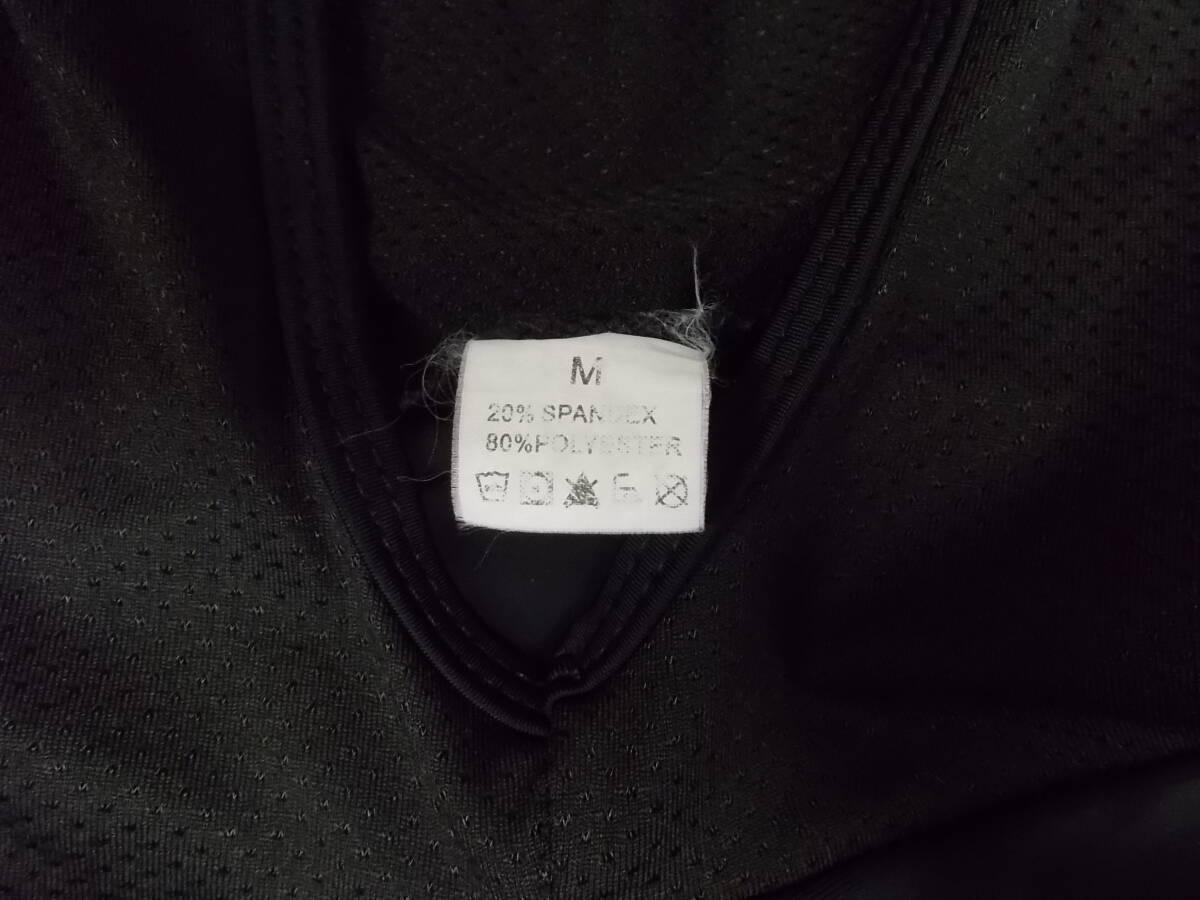 M
20% SPANDEX
80%POLYESTER